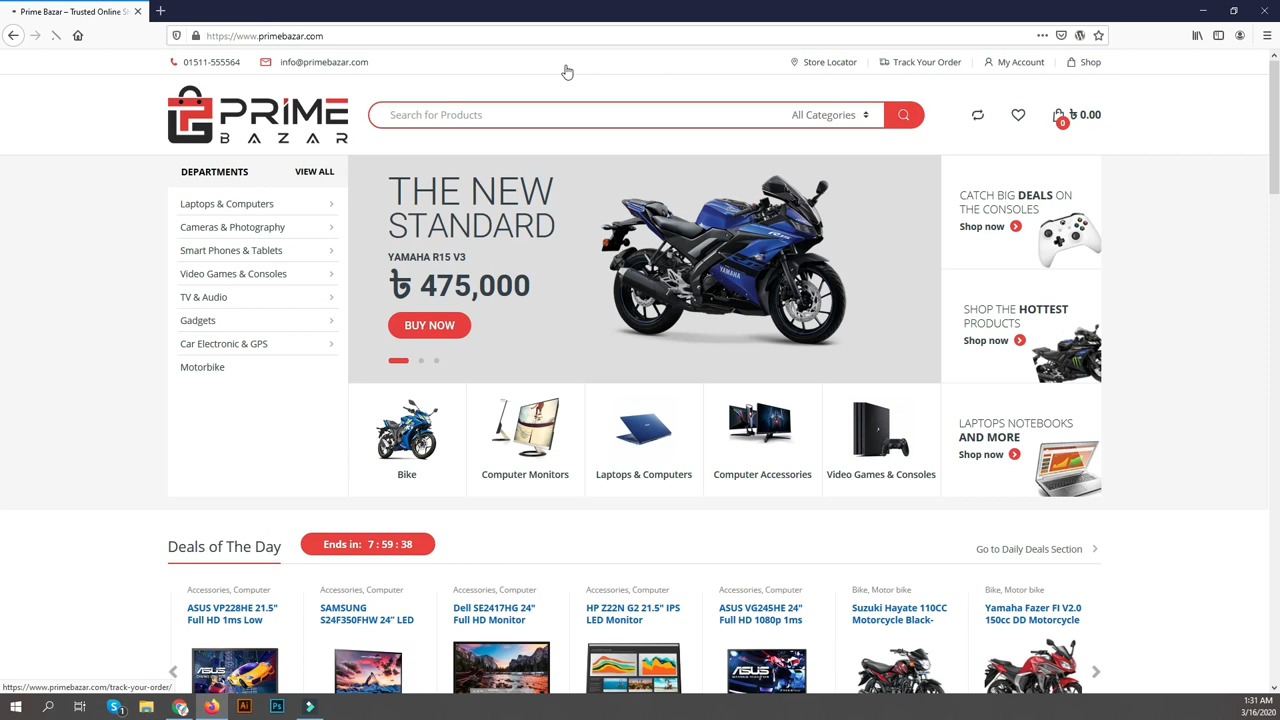 Prime Bazar – Trusted Online S
https://www.primebazar.com
01511-555564
info@primebazar.com
Store Locator
Track Your Order
My Account
Shop
PRIME
BAZAR
Search for Products
All Categories
0
৳ 0.00
DEPARTMENTS
VIEW ALL
Laptops & Computers
Cameras & Photography
Smart Phones & Tablets
Video Games & Consoles
TV & Audio
Gadgets
Car Electronic & GPS
Motorbike
THE NEW
STANDARD
YAMAHA R15 V3
৳ 475,000
BUY NOW
R15
YAMAHA
CATCH BIG DEALS ON
THE CONSOLES
Shop now
SHOP THE HOTTEST
PRODUCTS
Shop now
LAPTOPS NOTEBOOKS
AND MORE
Shop now
Bike
Computer Monitors
Laptops & Computers
Computer Accessories
Video Games & Consoles
Deals of The Day
Ends in: 7 : 59 : 38
Go to Daily Deals Section
Accessories, Computer
ASUS VP228HE 21.5"
Full HD 1ms Low
Accessories, Computer
SAMSUNG
S24F350FHW 24" LED
Accessories, Computer
Dell SE2417HG 24"
Full HD Monitor
Accessories, Computer
HP Z22N G2 21.5" IPS
LED Monitor
Accessories, Computer
ASUS VG245HE 24"
Full HD 1080p 1ms
Bike, Motor bike
Suzuki Hayate 110CC
Motorcycle Black-
Bike, Motor bike
Yamaha Fazer FI V2.0
150cc DD Motorcycle
ASUS
ASUS
https://www.primebazar.com/track-your-order/
S
1
Ai
Ps
1:31 AM
3/16/2020